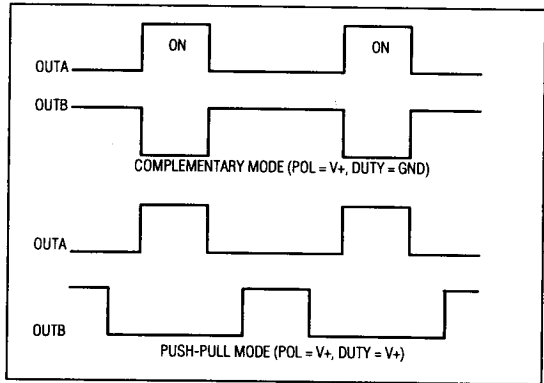 ON ON
OUTA
OUTB
COMPLEMENTARY MODE (POL = V+, DUTY = GND)
OUTA
OUTB
PUSH-PULL MODE (POL = V+, DUTY = V+)